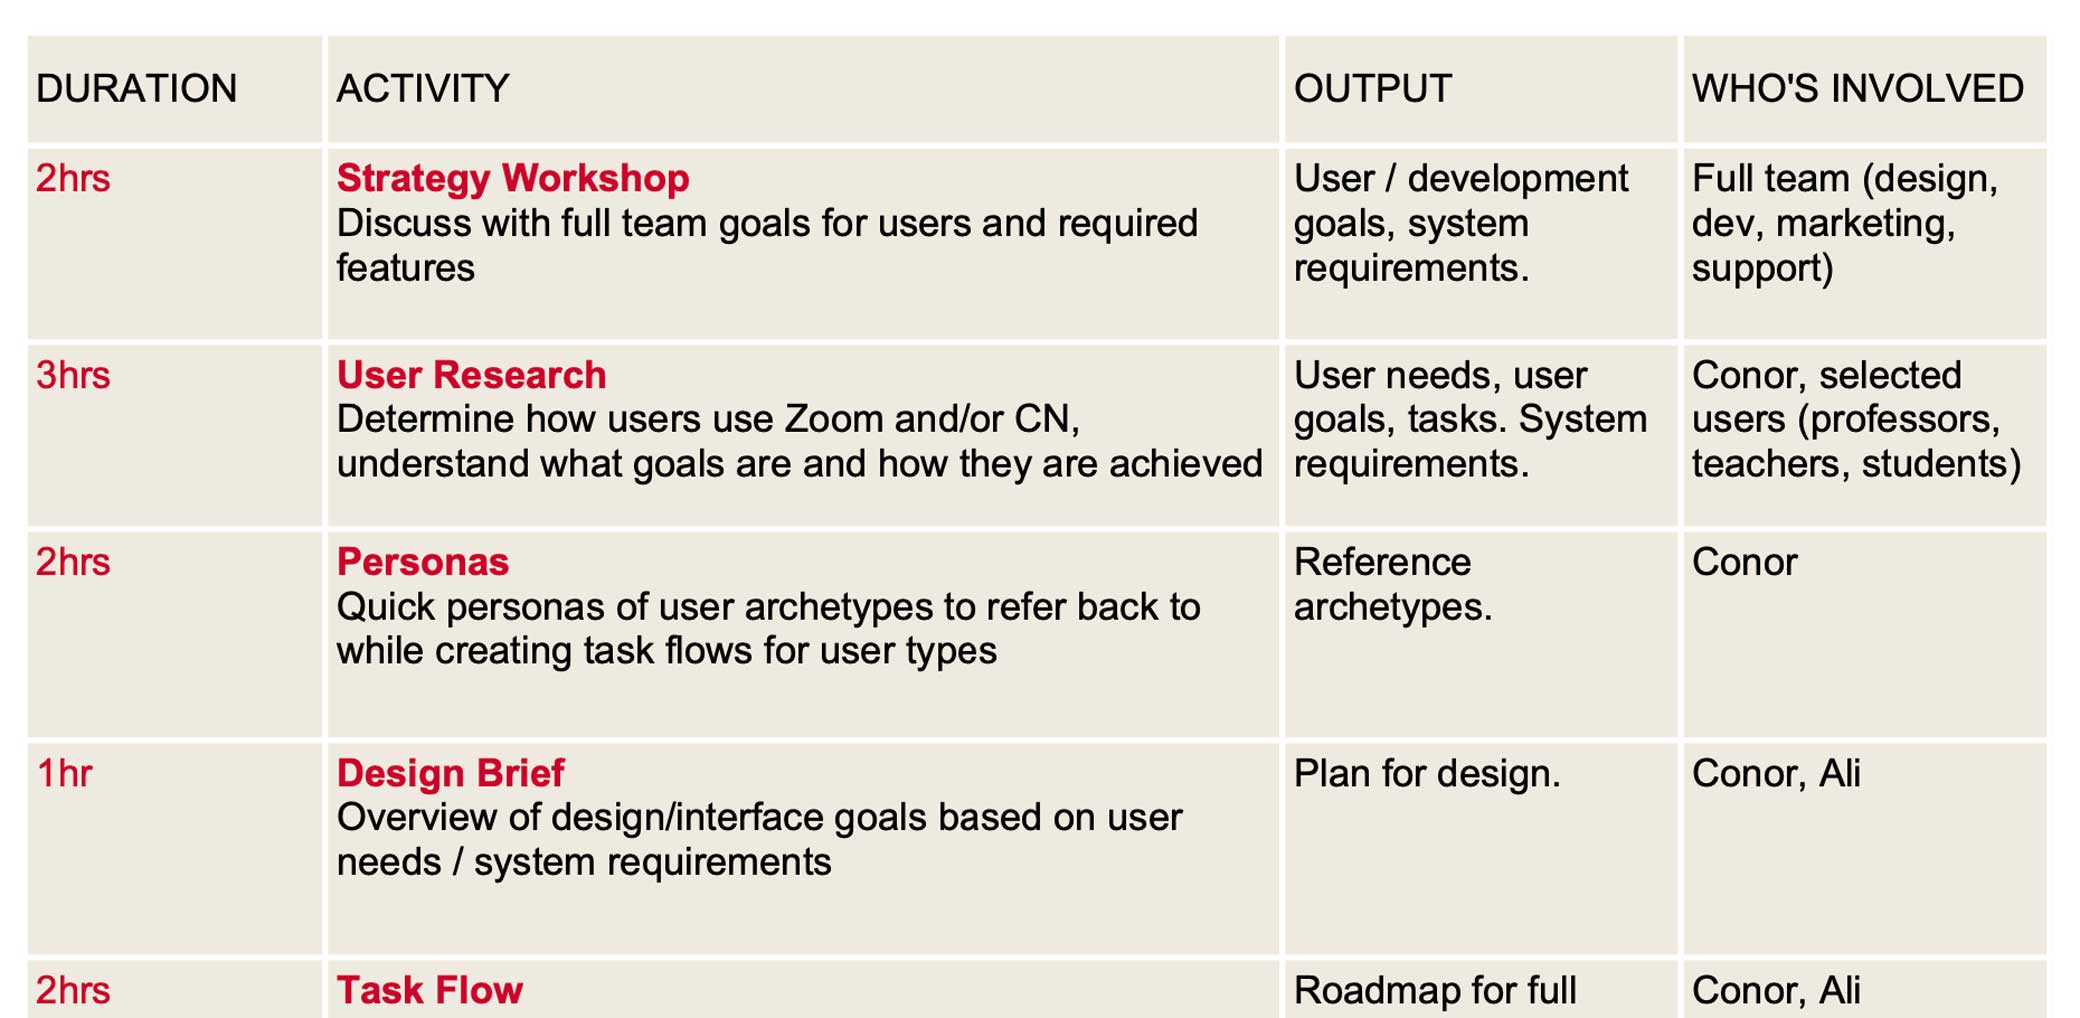 DURATION
ACTIVITY
OUTPUT
WHO'S INVOLVED
2hrs
Strategy Workshop
Discuss with full team goals for users and required
features
User / development
goals, system
requirements.
Full team (design,
dev, marketing,
support)
3hrs
User Research
Determine how users use Zoom and/or CN,
understand what goals are and how they are achieved
User needs, user
goals, tasks. System
requirements.
Conor, selected
users (professors,
teachers, students)
2hrs
Personas
Quick personas of user archetypes to refer back to
while creating task flows for user types
Reference
archetypes.
Conor
1hr
Design Brief
Overview of design/interface goals based on user
needs / system requirements
Plan for design.
Conor, Ali
2hrs
Task Flow
Roadmap for full
Conor, Ali